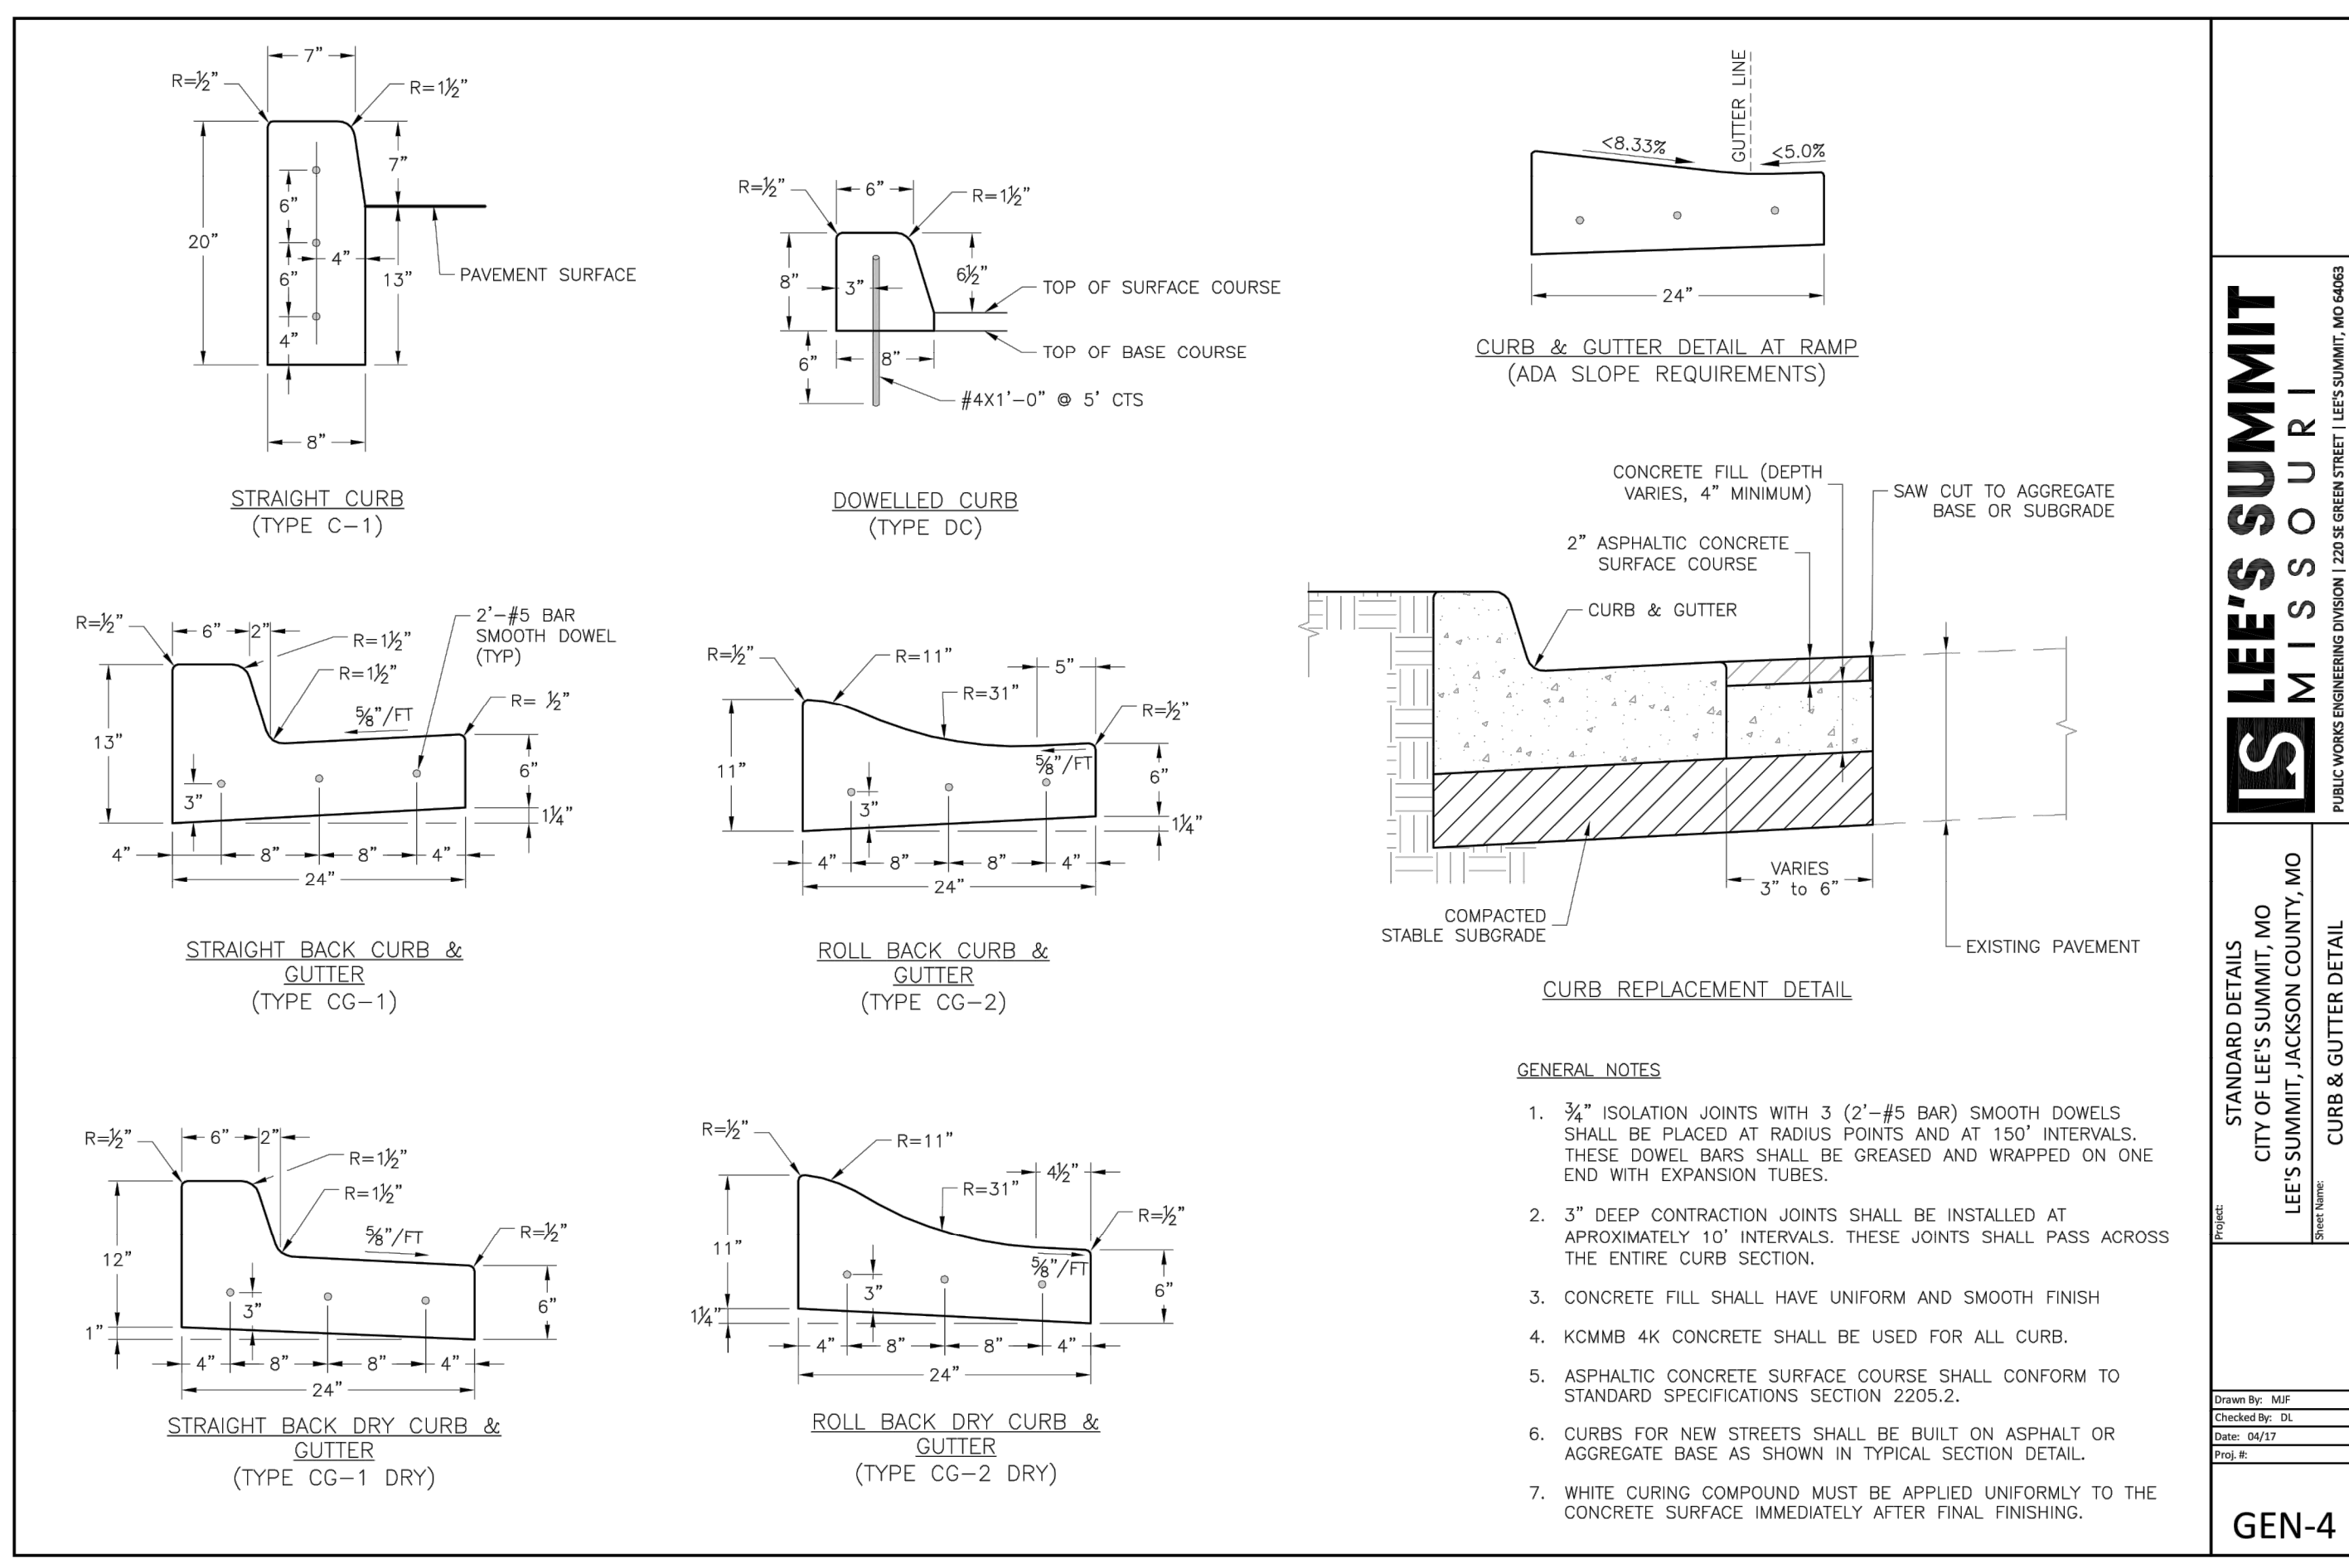 7"
R=½"
R=1½"
7"
6"
20"
4"
6"
13"
PAVEMENT SURFACE
4"
8"
STRAIGHT CURB
(TYPE C-1)
R=½"
6"
R=1½"
8"
3"
6½"
TOP OF SURFACE COURSE
TOP OF BASE COURSE
6"
8"
#4X1'-0" @ 5' CTS
DOWELLED CURB
(TYPE DC)
GUTTER LINE
<8.33%
<5.0%
24"
CURB & GUTTER DETAIL AT RAMP
(ADA SLOPE REQUIREMENTS)
R=½"
6"
2"
R=1½"
R=1½"
2'-#5 BAR
SMOOTH DOWEL
(TYP)
R= ½"
⅝"/FT
13"
3"
6"
1¼"
4"
8"
8"
4"
24"
STRAIGHT BACK CURB &
GUTTER
(TYPE CG-1)
R=½"
R=11"
5"
R=31"
R=½"
11"
⅝"/FT
6"
3"
1¼"
4"
8"
8"
4"
24"
ROLL BACK CURB &
GUTTER
(TYPE CG-2)
CONCRETE FILL (DEPTH
VARIES, 4" MINIMUM)
SAW CUT TO AGGREGATE
BASE OR SUBGRADE
2" ASPHALTIC CONCRETE
SURFACE COURSE
CURB & GUTTER
VARIES
3" to 6"
COMPACTED
STABLE SUBGRADE
EXISTING PAVEMENT
CURB REPLACEMENT DETAIL
R=½"
6"
2"
R=1½"
R=1½"
⅝"/FT
R=½"
12"
3"
6"
1"
4"
8"
8"
4"
24"
STRAIGHT BACK DRY CURB &
GUTTER
(TYPE CG-1 DRY)
R=½"
R=11"
4½"
R=31"
R=½"
11"
⅝"/FT
3"
6"
1¼"
4"
8"
8"
4"
24"
ROLL BACK DRY CURB &
GUTTER
(TYPE CG-2 DRY)
GENERAL NOTES
1. ¾" ISOLATION JOINTS WITH 3 (2'-#5 BAR) SMOOTH DOWELS
SHALL BE PLACED AT RADIUS POINTS AND AT 150' INTERVALS.
THESE DOWEL BARS SHALL BE GREASED AND WRAPPED ON ONE
END WITH EXPANSION TUBES.
2. 3" DEEP CONTRACTION JOINTS SHALL BE INSTALLED AT
APROXIMATELY 10' INTERVALS. THESE JOINTS SHALL PASS ACROSS
THE ENTIRE CURB SECTION.
3. CONCRETE FILL SHALL HAVE UNIFORM AND SMOOTH FINISH
4. KCMMB 4K CONCRETE SHALL BE USED FOR ALL CURB.
5. ASPHALTIC CONCRETE SURFACE COURSE SHALL CONFORM TO
STANDARD SPECIFICATIONS SECTION 2205.2.
6. CURBS FOR NEW STREETS SHALL BE BUILT ON ASPHALT OR
AGGREGATE BASE AS SHOWN IN TYPICAL SECTION DETAIL.
7. WHITE CURING COMPOUND MUST BE APPLIED UNIFORMLY TO THE
CONCRETE SURFACE IMMEDIATELY AFTER FINAL FINISHING.
LS
LEE'S SUMMIT
MISSOURI
PUBLIC WORKS ENGINEERING DIVISION | 220 SE GREEN STREET | LEE'S SUMMIT, MO 64063
Project:
STANDARD DETAILS
CITY OF LEE'S SUMMIT, MO
LEE'S SUMMIT, JACKSON COUNTY, MO
Sheet Name:
CURB & GUTTER DETAIL
Drawn By: MJF
Checked By: DL
Date: 04/17
Proj. #:
GEN-4